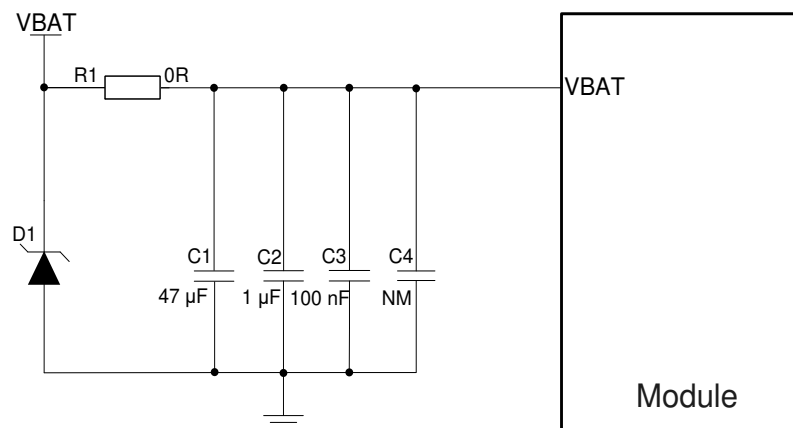 VBAT
R1 0R
VBAT
D1
C1 C2 C3 C4
47 µF 1 µF 100 nF NM
Module